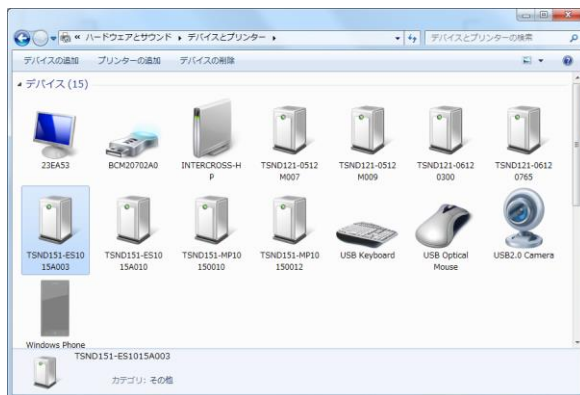 « ハードウェアとサウンド ▸ デバイスとプリンター ▸
デバイスとプリンターの検索
デバイスの追加 プリンターの追加 デバイスの削除
デバイス (15)
23EA53
BCM20702A0
INTERCROSS-H
P
TSND121-0512
M007
TSND121-0512
M009
TSND121-0612
0300
TSND121-0612
0765
TSND151-ES10
15A003
TSND151-ES10
15A010
TSND151-MP10
150010
TSND151-MP10
150012
USB Keyboard
USB Optical
Mouse
USB2.0 Camera
Windows Phone
TSND151-ES1015A003
カテゴリ: その他